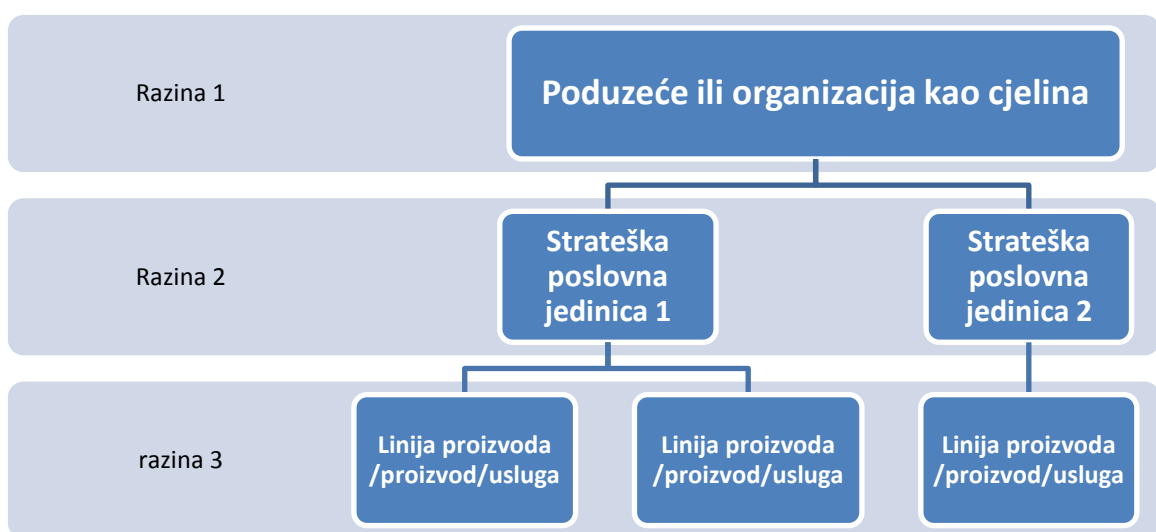 Razina 1
Poduzeće ili organizacija kao cjelina
Razina 2
Strateška
poslovna
jedinica 1
Strateška
poslovna
jedinica 2
razina 3
Linija proizvoda
/proizvod/usluga
Linija proizvoda
/proizvod/usluga
Linija proizvoda
/proizvod/usluga